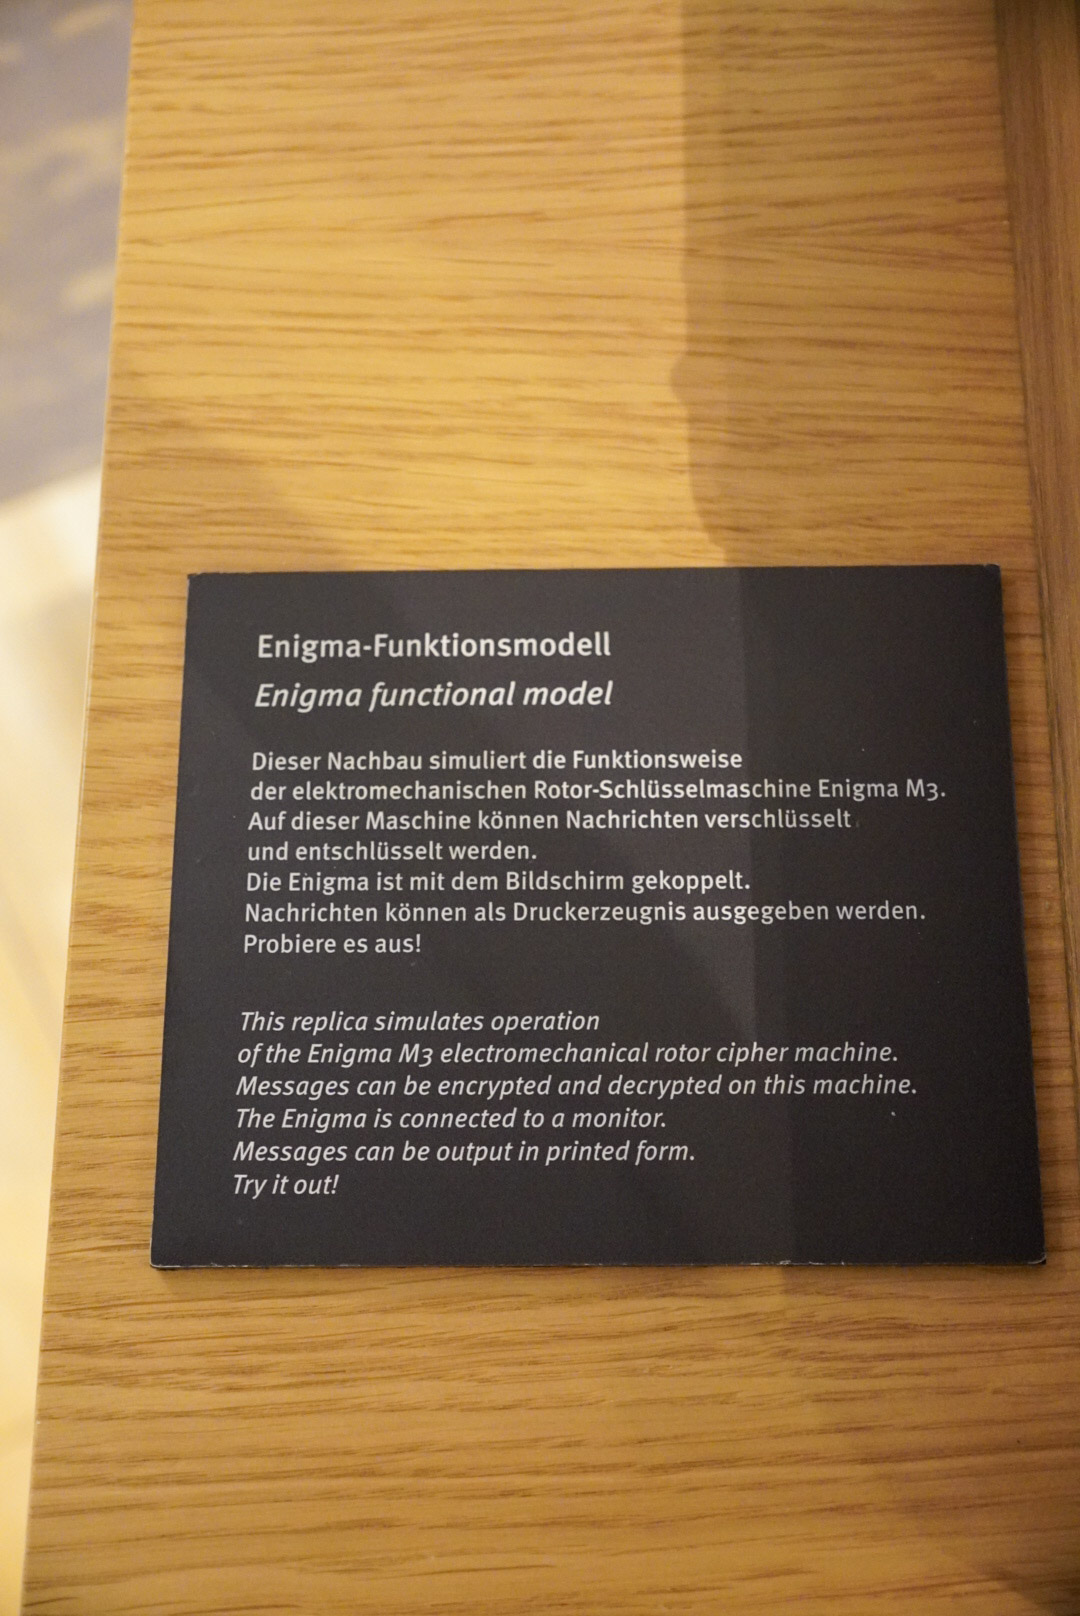 Enigma-Funktionsmodell
Enigma functional model
Dieser Nachbau simuliert die Funktionsweise
der elektromechanischen Rotor-Schlüsselmaschine Enigma M3.
Auf dieser Maschine können Nachrichten verschlüsselt
und entschlüsselt werden.
Die Enigma ist mit dem Bildschirm gekoppelt.
Nachrichten können als Druckerzeugnis ausgegeben werden.
Probiere es aus!
This replica simulates operation
of the Enigma M3 electromechanical rotor cipher machine.
Messages can be encrypted and decrypted on this machine.
The Enigma is connected to a monitor.
Messages can be output in printed form.
Try it out!